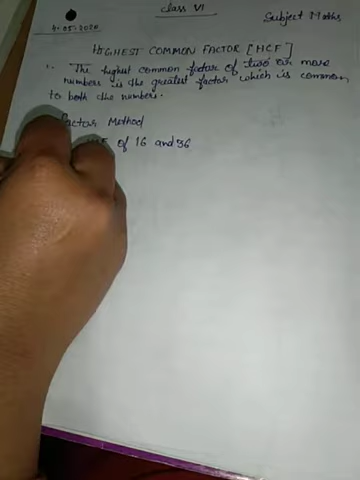 Class VI
Subject Maths
4-05-2020
HIGHEST COMMON FACTOR [HCF]
The highest common factor of two or more
numbers is the greatest factor which is common
to both the numbers.
Factor Method
of 16 and 36